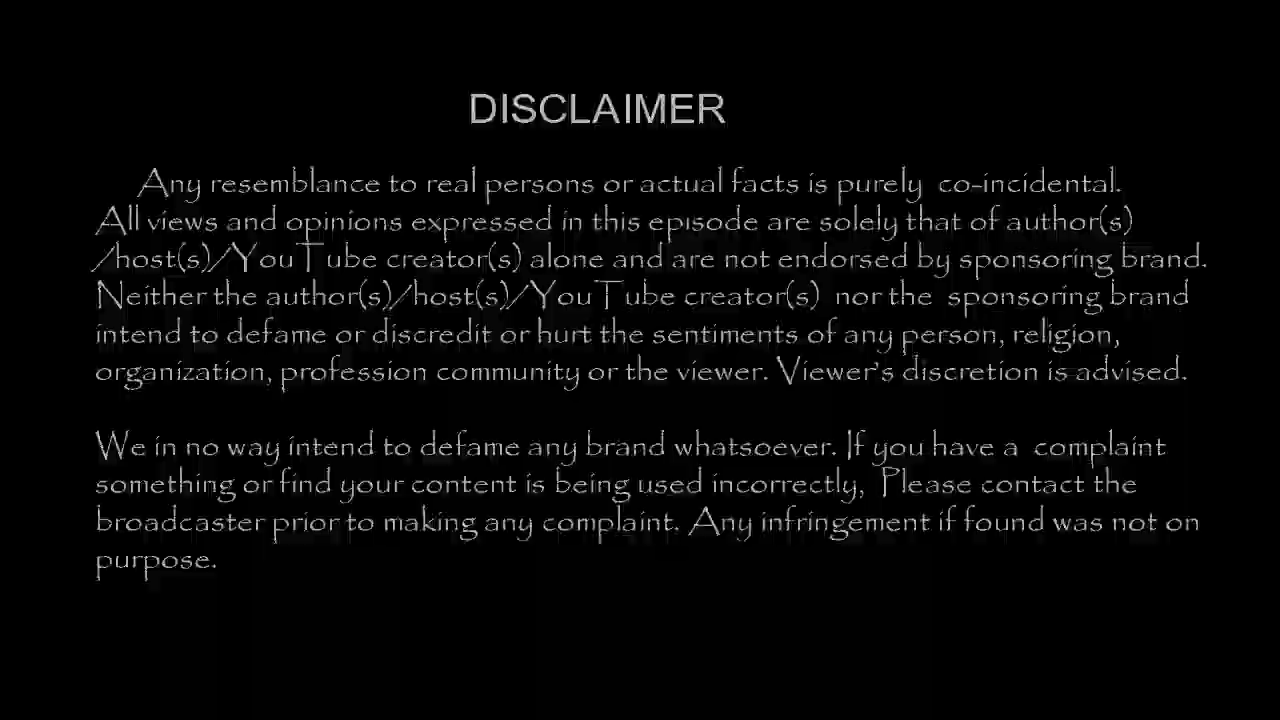 DISCLAIMER
Any resemblance to real persons or actual facts is purely co-incidental.
All views and opinions expressed in this episode are solely that of author(s)
/host(s)/YouTube creator(s) alone and are not endorsed by sponsoring brand.
Neither the author(s)/host(s)/YouTube creator(s) nor the sponsoring brand
intend to defame or discredit or hurt the sentiments of any person, religion,
organization, profession community or the viewer. Viewer's discretion is advised.
We in no way intend to defame any brand whatsoever. If you have a complaint
something or find your content is being used incorrectly, Please contact the
broadcaster prior to making any complaint. Any infringement if found was not on
purpose.